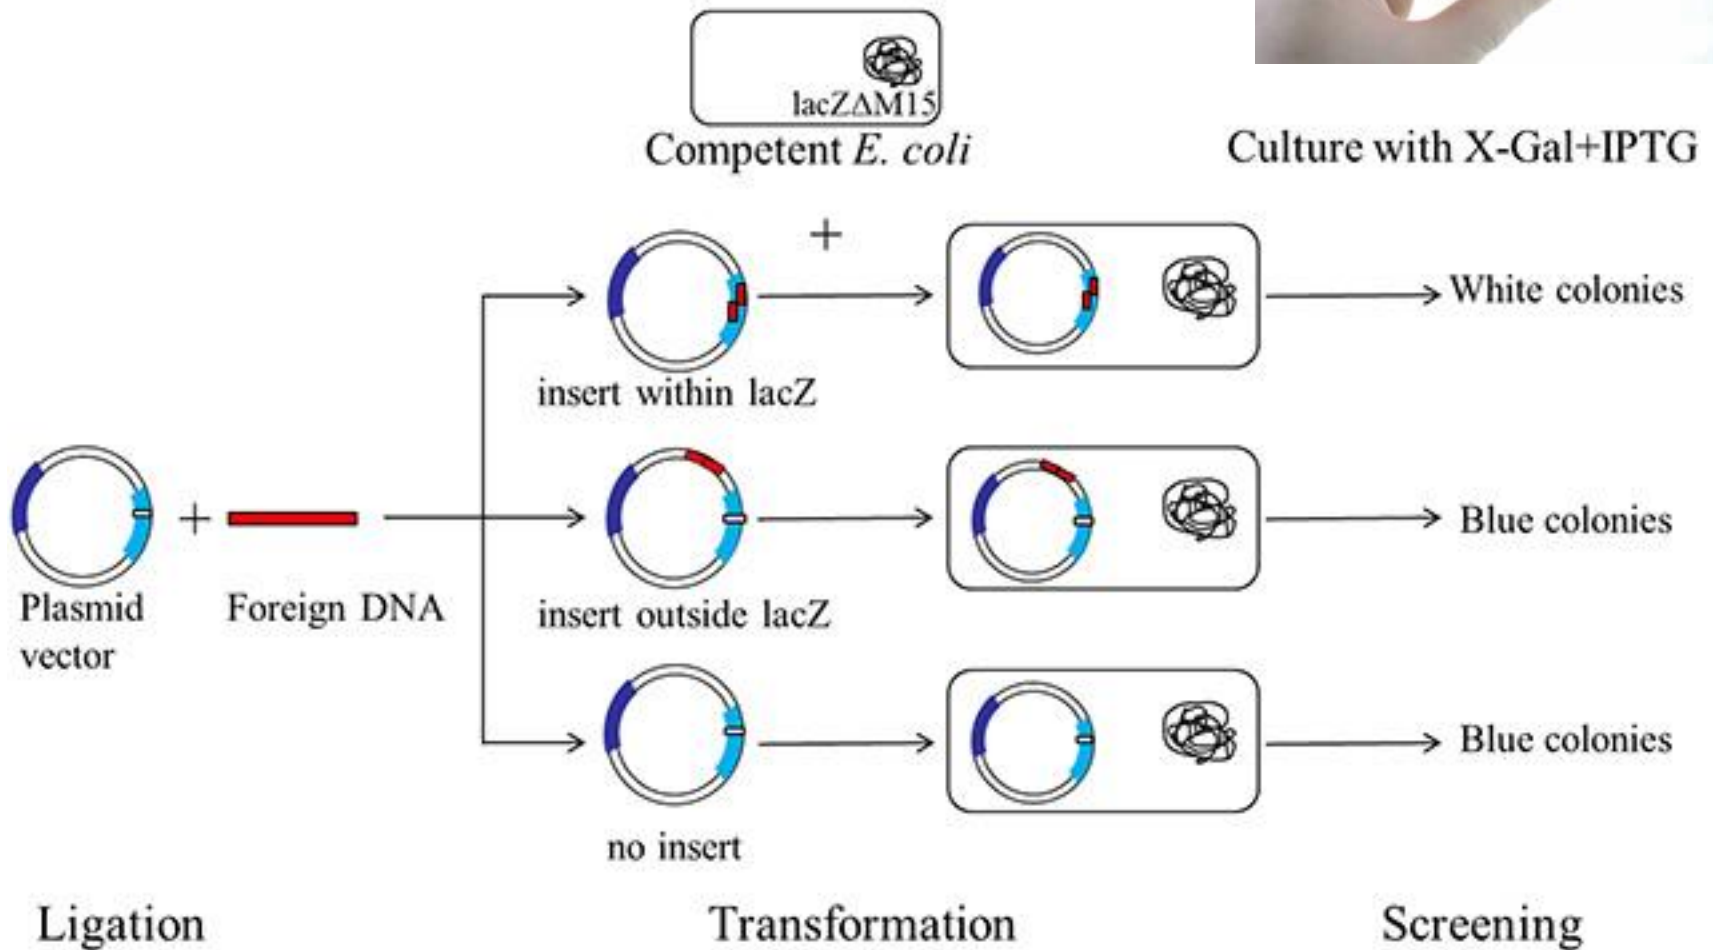 lacZΔM15
Competent E. coli
Culture with X-Gal+IPTG
+
White colonies
insert within lacZ
+
Blue colonies
Plasmid
vector
Foreign DNA
insert outside lacZ
Blue colonies
no insert
Ligation
Transformation
Screening